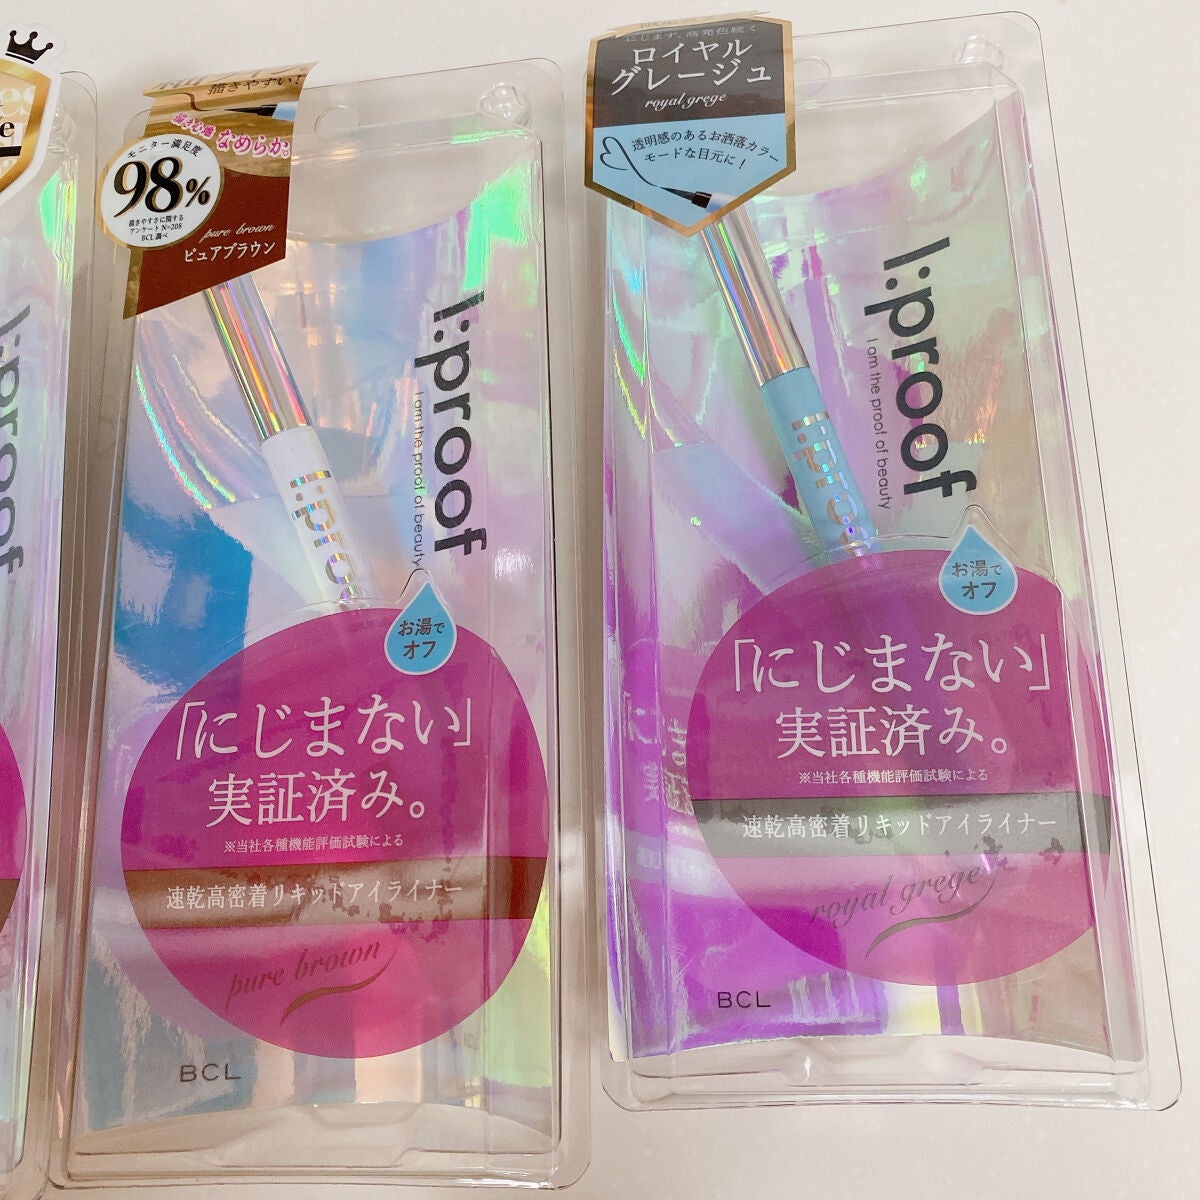 i:proof
描きやすい!
描き心地 なめらか。
モニター満足度
98%
描きやすさに関する
アンケート N=208
BCL調べ
pure brown
ピュアブラウン
i:proof
I am the proof of beauty
i:pro
お湯で
オフ
「にじまない」
実証済み。
※当社各種機能評価試験による
速乾高密着リキッドアイライナー
pure brown
BCL
にじまず、高発色続く
ロイヤル
グレージュ
royal grege
透明感のあるお洒落カラー
モードな目元に!
i:proof
I am the proof of beauty
i:proo
お湯で
オフ
「にじまない」
実証済み。
※当社各種機能評価試験による
速乾高密着リキッドアイライナー
royal grege
BCL